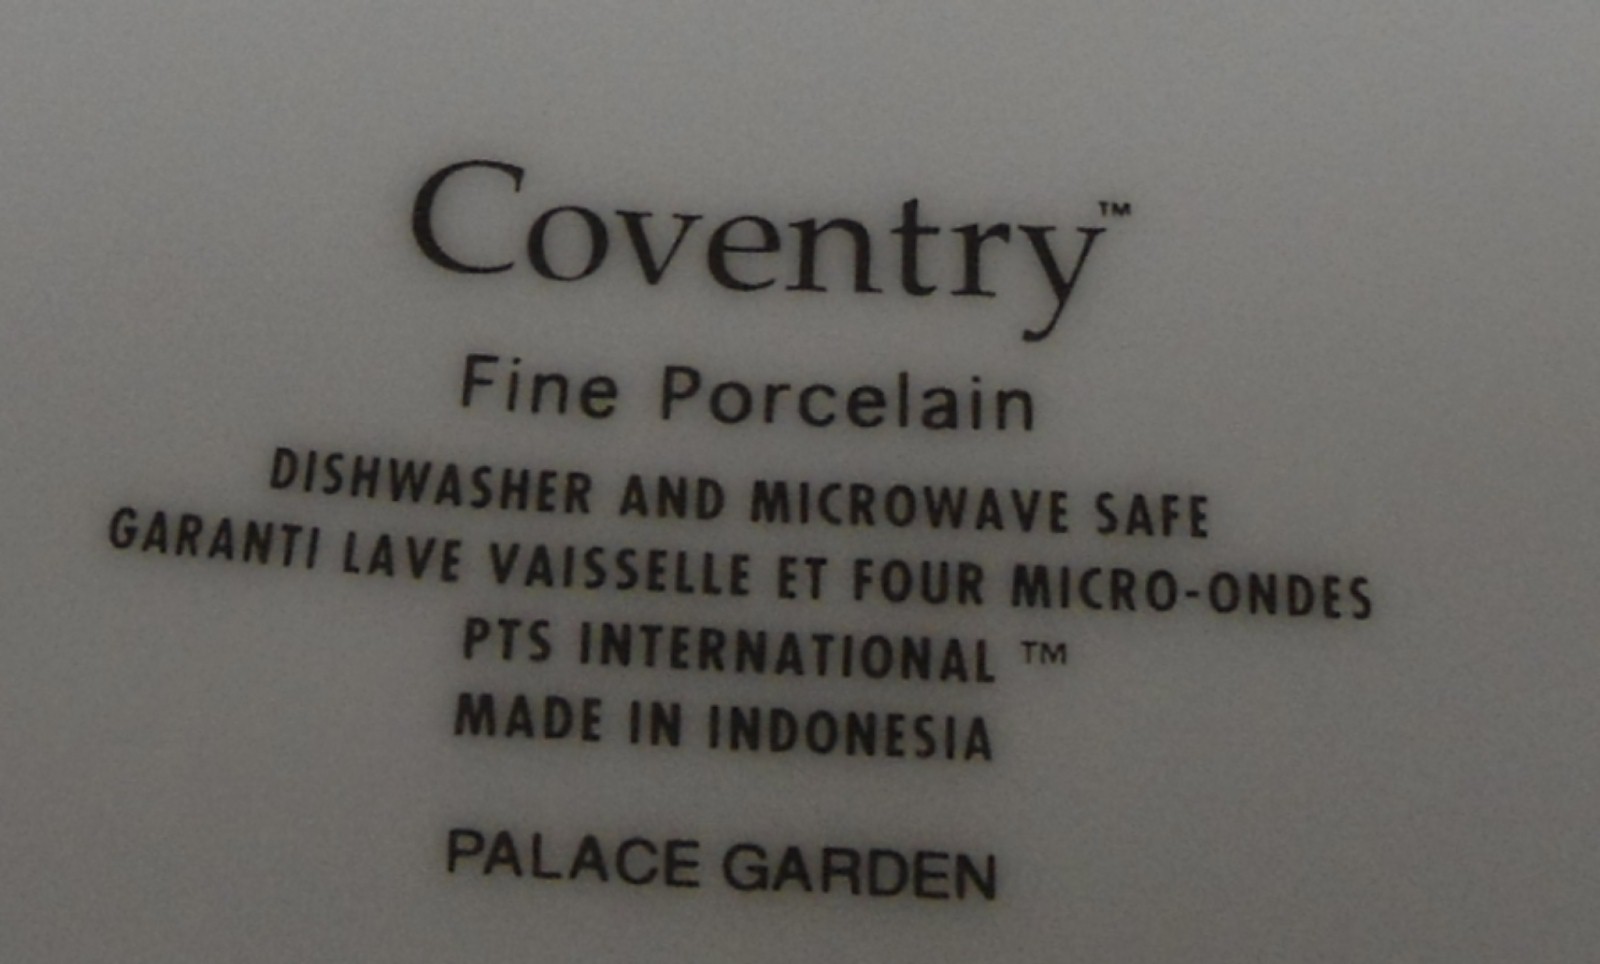 Coventry™
Fine Porcelain
DISHWASHER AND MICROWAVE SAFE
GARANTI LAVE VAISSELLE ET FOUR MICRO-ONDES
PTS INTERNATIONAL ™
MADE IN INDONESIA
PALACE GARDEN